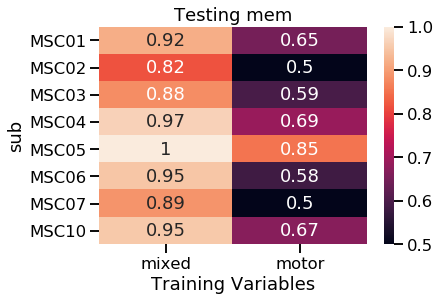 Testing mem
MSC01 0.92 0.65
MSC02 0.82 0.5
MSC03 0.88 0.59
MSC04 0.97 0.69
MSC05 1 0.85
MSC06 0.95 0.58
MSC07 0.89 0.5
MSC10 0.95 0.67
sub
mixed motor
Training Variables
1.0
0.9
0.8
0.7
0.6
0.5